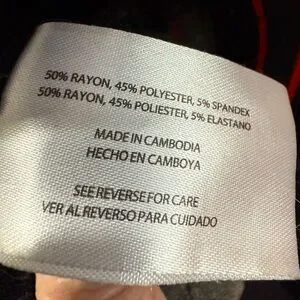 50% RAYON, 45% POLYESTER, 5% SPANDEX
50% RAYON, 45% POLIESTER, 5% ELASTANO
MADE IN CAMBODIA
HECHO EN CAMBOYA
SEE REVERSE FOR CARE
VER AL REVERSO PARA CUIDADO